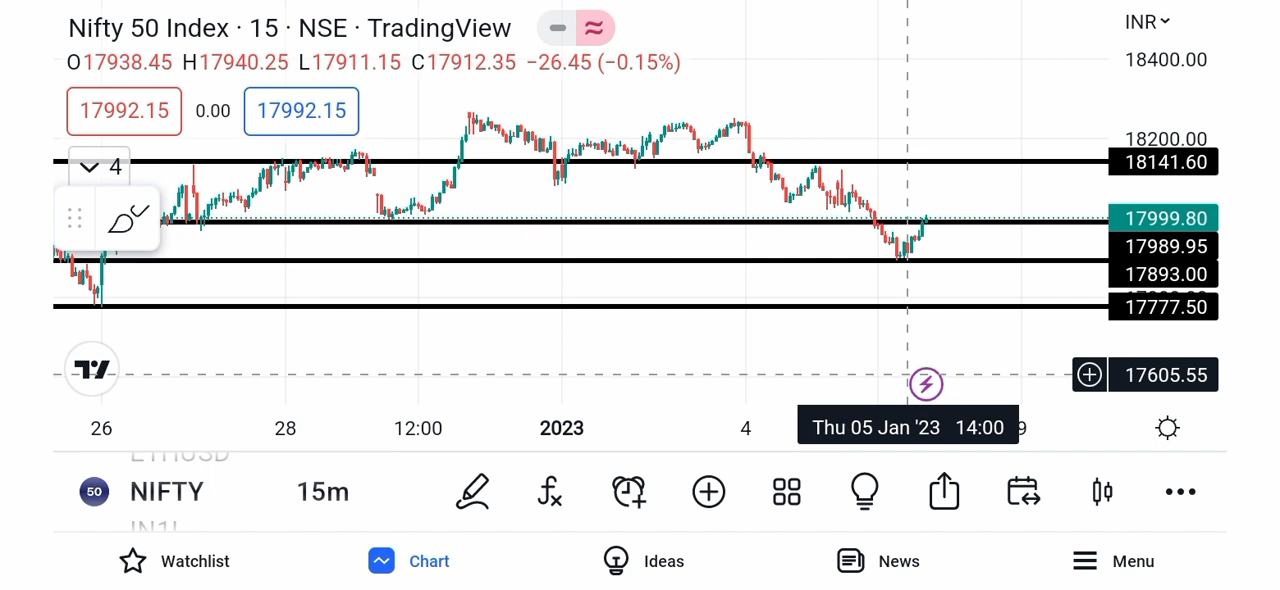 Nifty 50 Index · 15 · NSE · TradingView
INR
O17938.45 H17940.25 L17911.15 C17912.35 −26.45 (−0.15%)
18400.00
17992.15 0.00 17992.15
18200.00
4
18141.60
17999.80
17989.95
17893.00
17777.50
17605.55
26 28 12:00 2023 4 Thu 05 Jan '23 14:00 9
ETHUSD
50 NIFTY 15m
Watchlist Chart Ideas News Menu